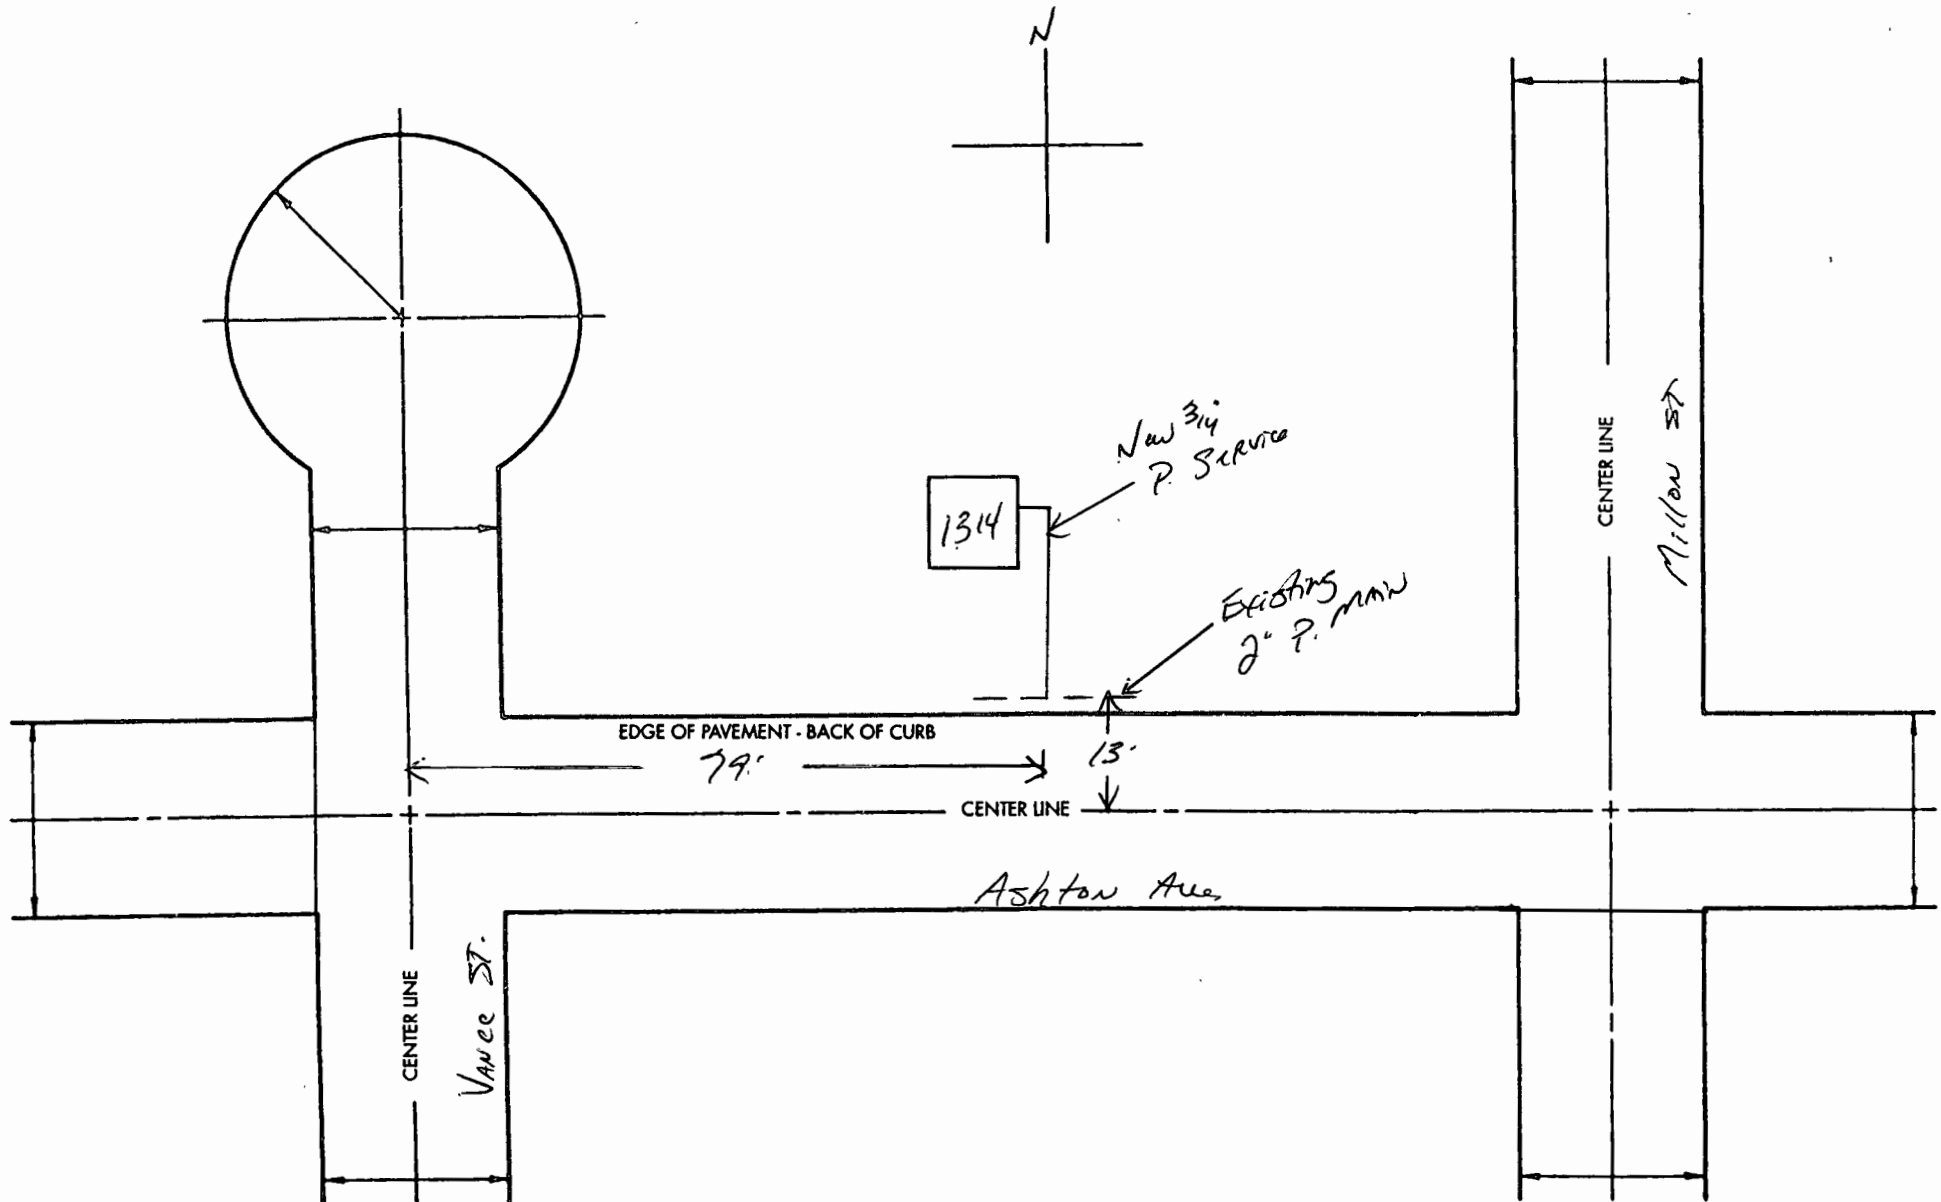 N
New 3/4"
P. Service
1314
Existing
2" P. MAIN
CENTER LINE
Millon ST
EDGE OF PAVEMENT - BACK OF CURB
79'
13'
CENTER LINE
Ashton Ave.
CENTER LINE
VANCE ST.